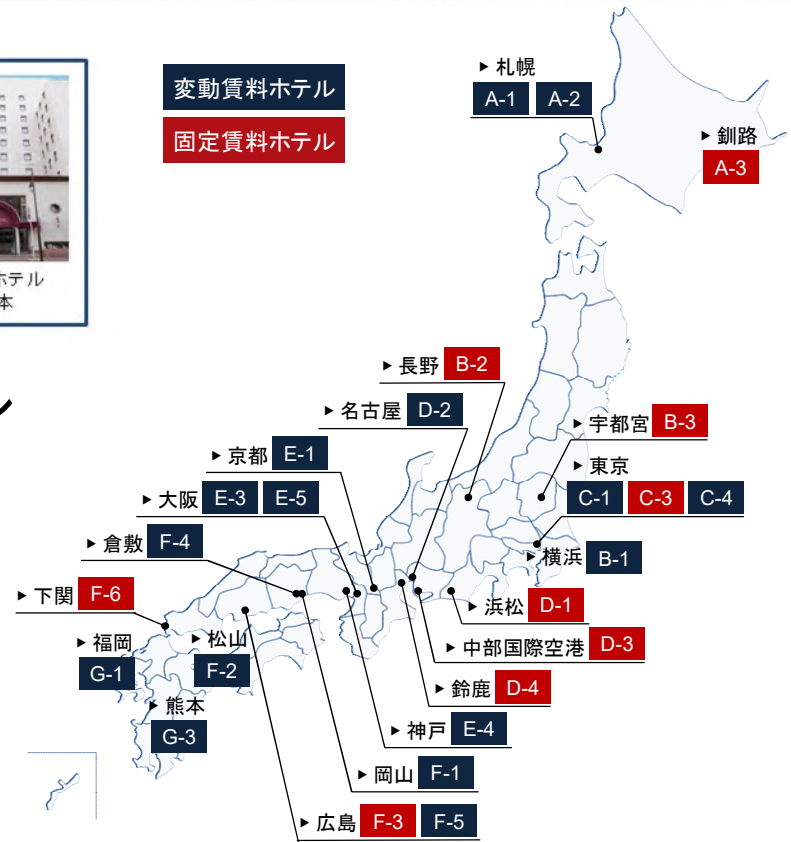 変動賃料ホテル
固定賃料ホテル
ホテル
本
札幌
A-1 A-2
釧路
A-3
長野 B-2
名古屋 D-2
宇都宮 B-3
京都 E-1
東京
C-1 C-3 C-4
大阪 E-3 E-5
倉敷 F-4
横浜 B-1
下関 F-6
浜松 D-1
福岡
G-1
松山
F-2
中部国際空港 D-3
鈴鹿 D-4
熊本
G-3
神戸 E-4
岡山 F-1
広島 F-3 F-5